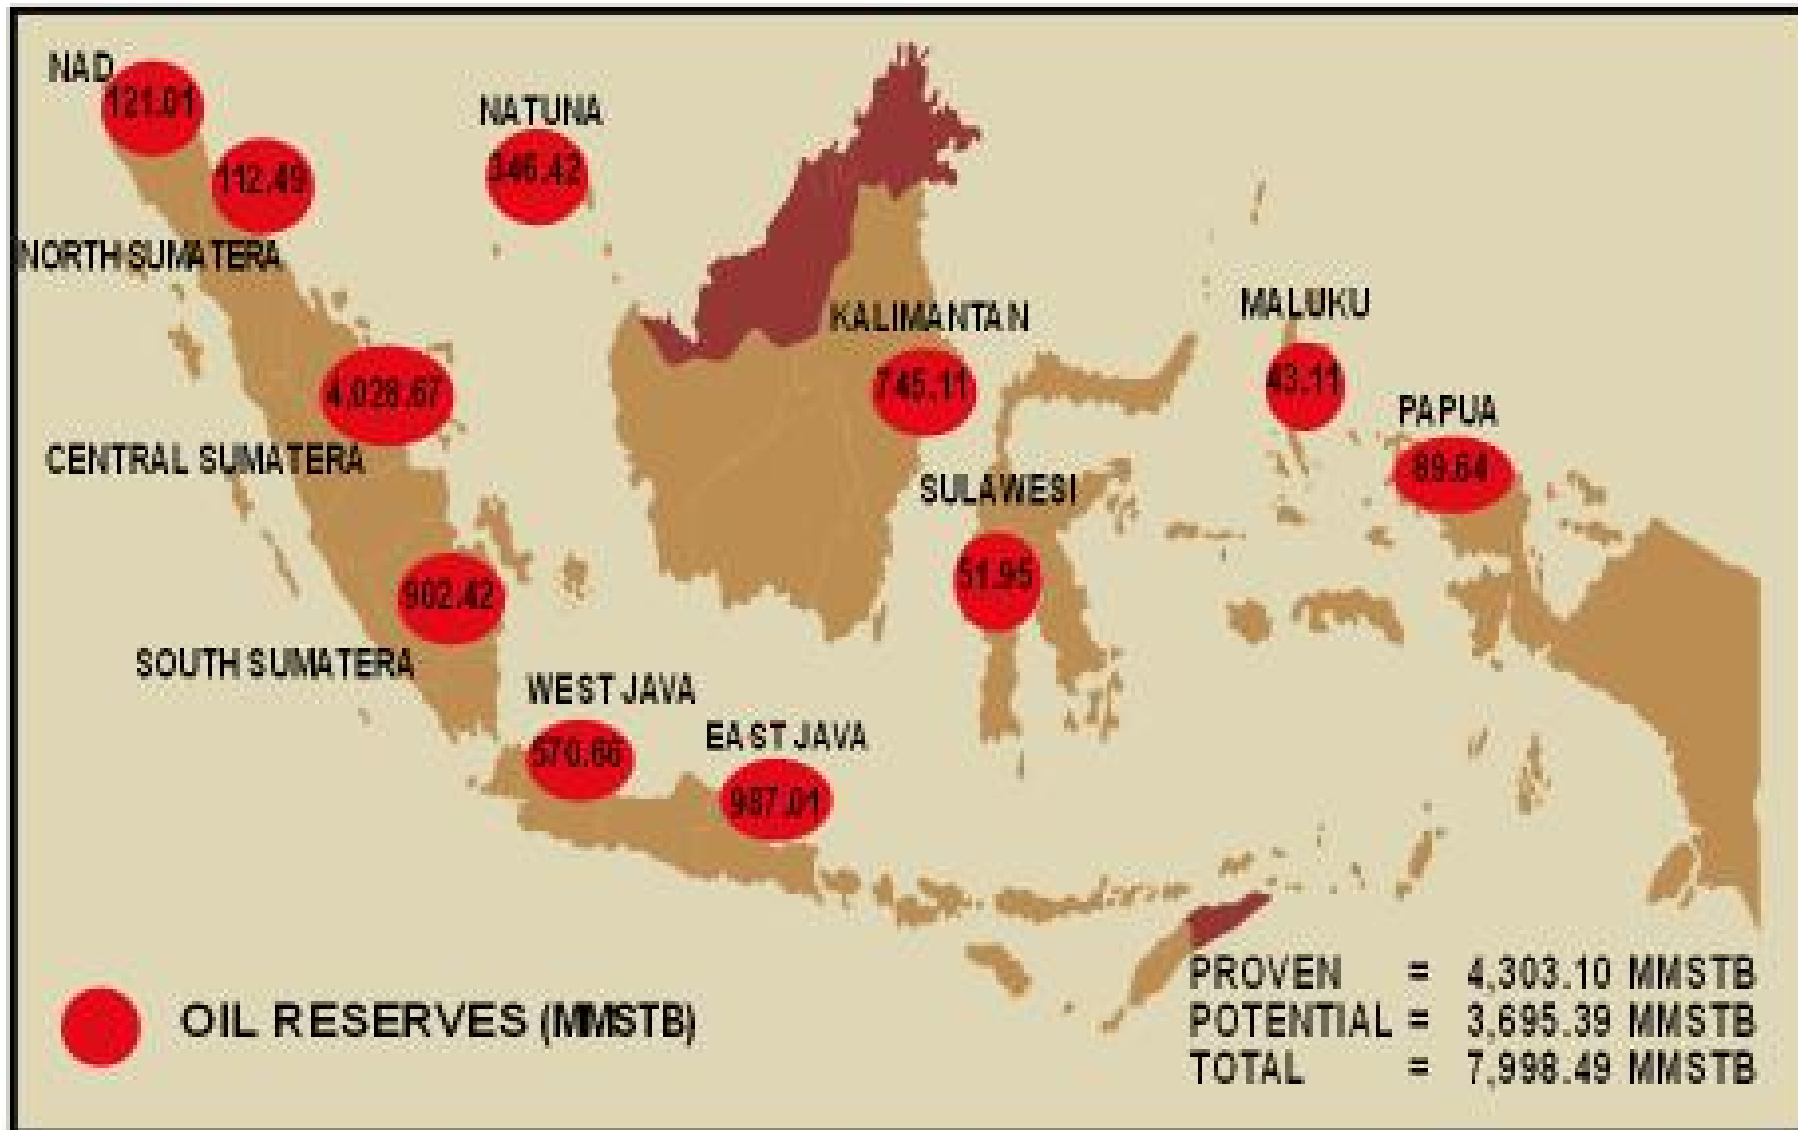 NAD
121.01
NATUNA
346.42
112.49
NORTH SUMATERA
KALIMANTAN
745.11
MALUKU
43.11
4,028.67
CENTRAL SUMATERA
PAPUA
89.64
SULAWESI
51.95
902.42
SOUTH SUMATERA
WEST JAVA
570.66
EAST JAVA
987.01
OIL RESERVES (MMSTB)
PROVEN = 4,303.10 MMSTB
POTENTIAL = 3,695.39 MMSTB
TOTAL = 7,998.49 MMSTB